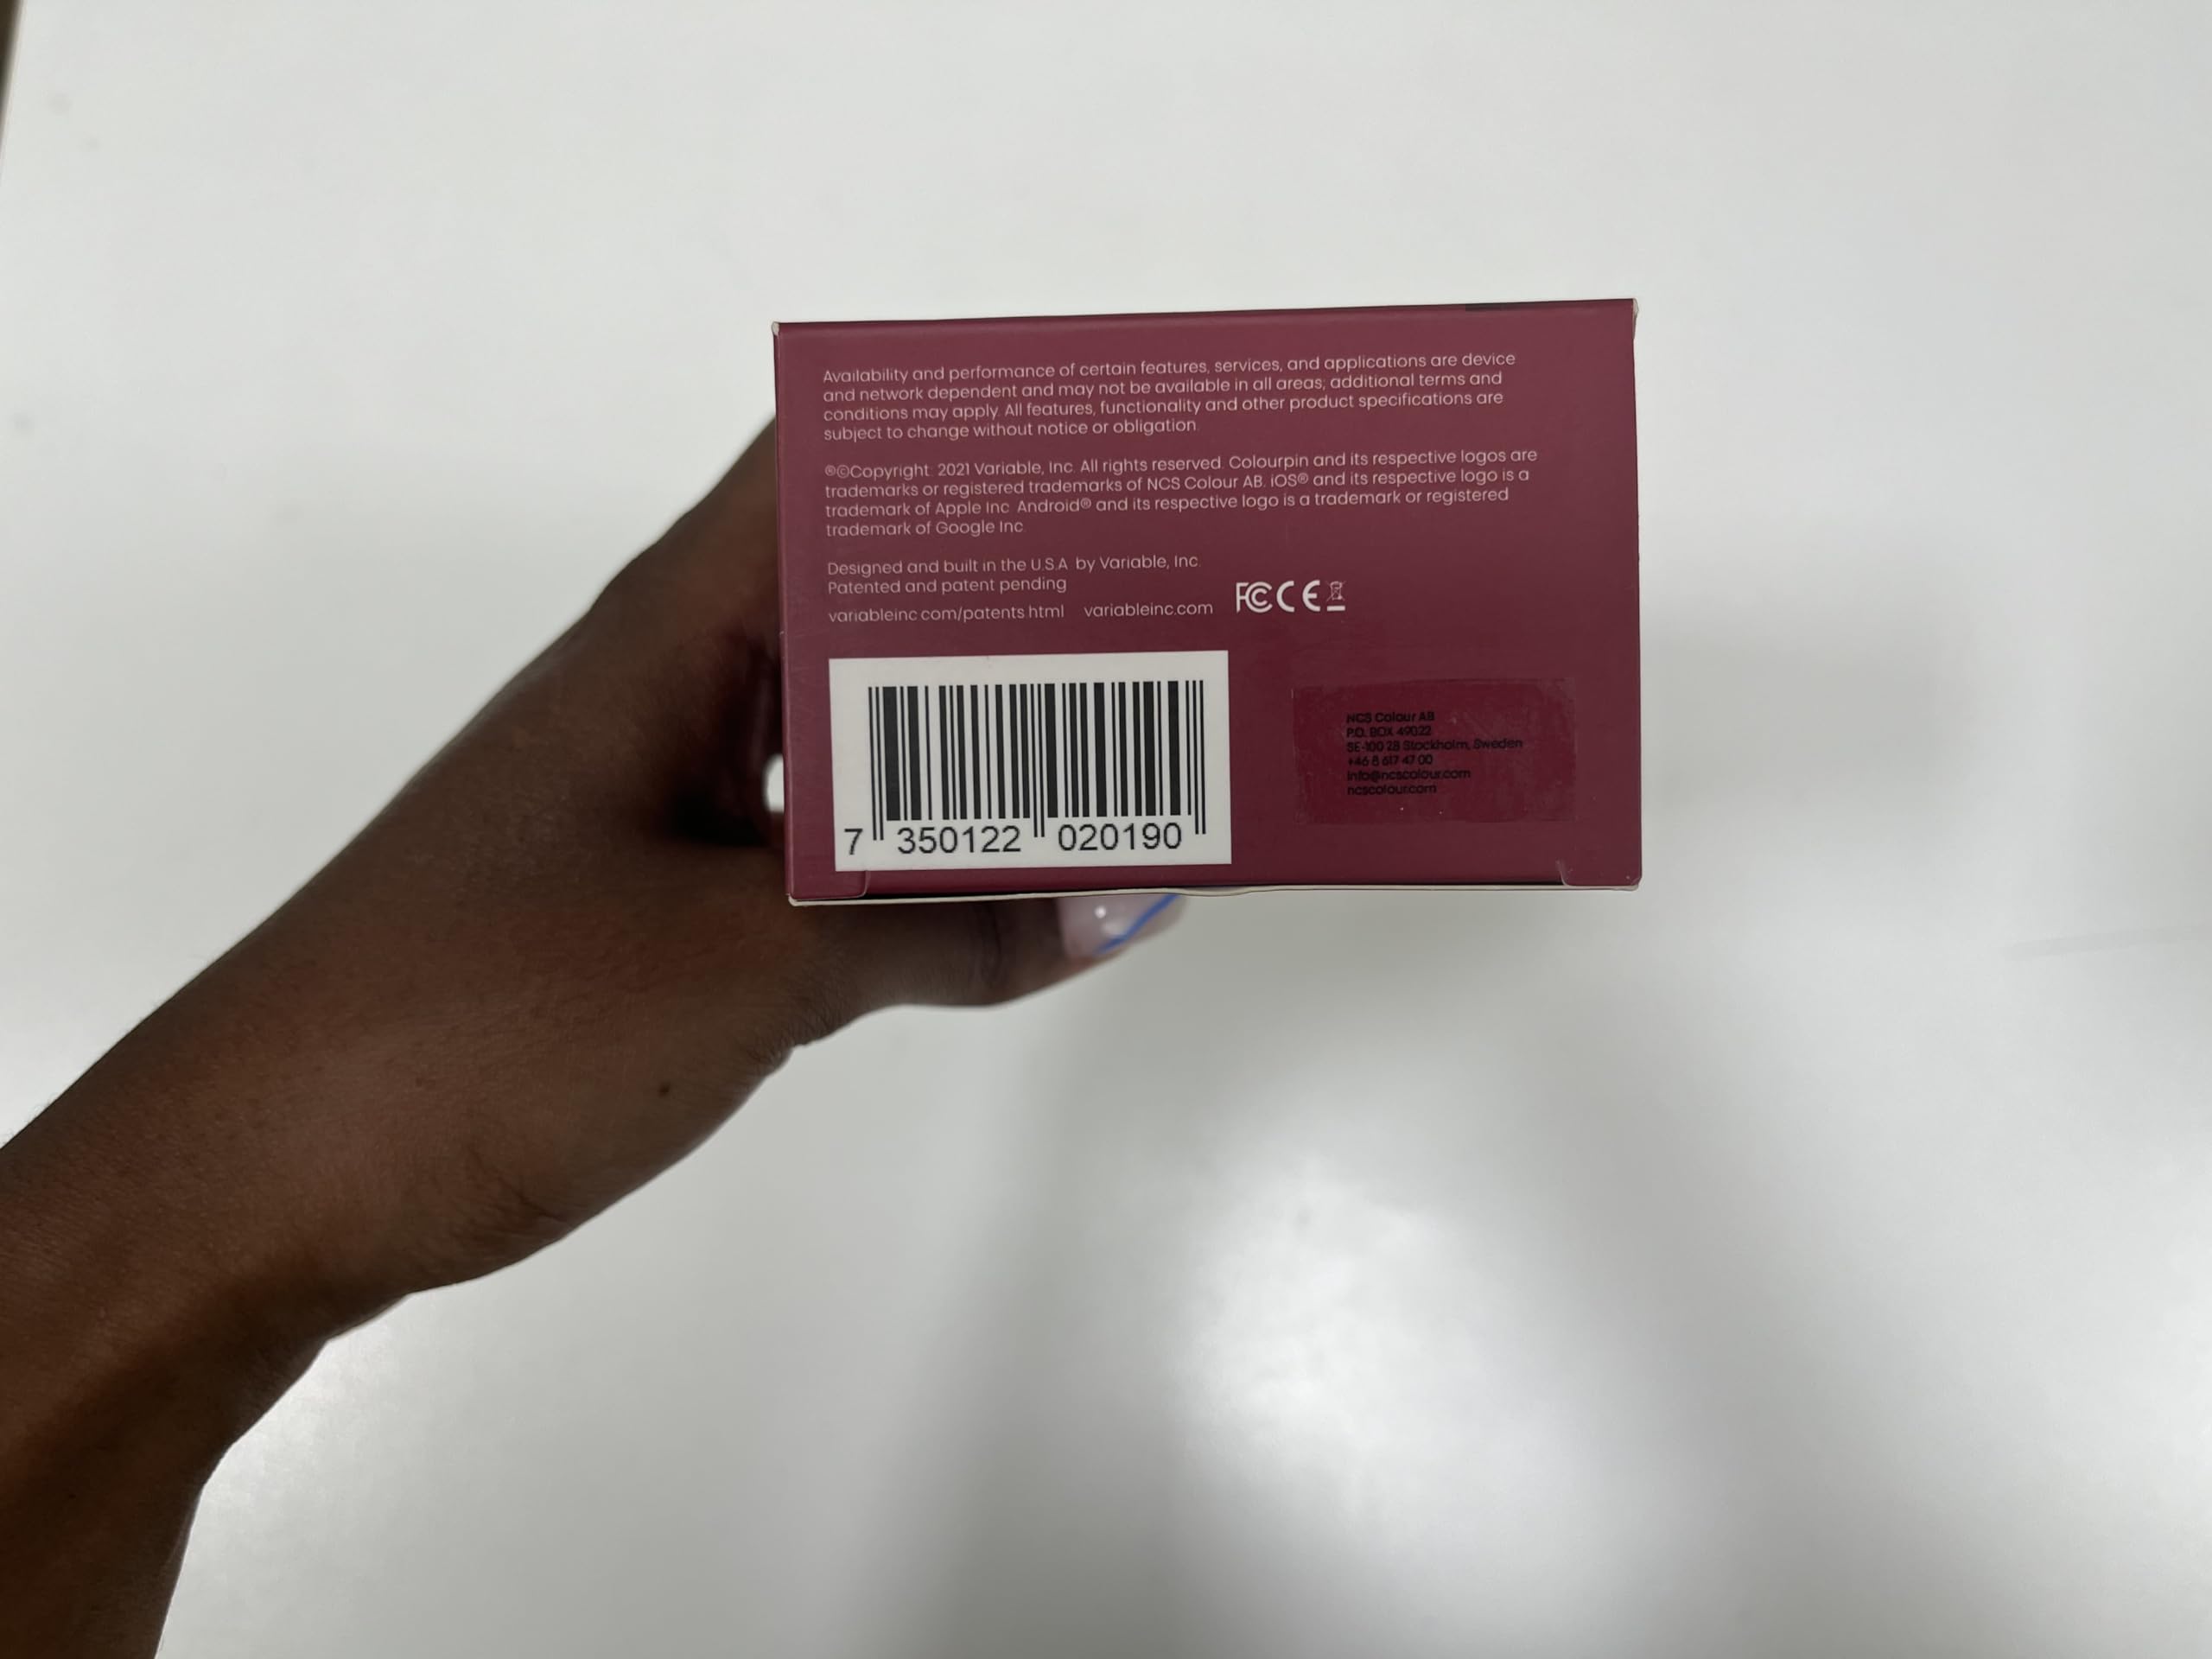 Availability and performance of certain features, services, and applications are device
and network dependent and may not be available in all areas; additional terms and
conditions may apply. All features, functionality and other product specifications are
subject to change without notice or obligation.
®©Copyright: 2021 Variable, Inc. All rights reserved. Colourpin and its respective logos are
trademarks or registered trademarks of NCS Colour AB. iOS® and its respective logo is a
trademark of Apple Inc. Android® and its respective logo is a trademark or registered
trademark of Google Inc.
Designed and built in the U.S.A. by Variable, Inc.
Patented and patent pending
variableinc.com/patents.html variableinc.com FC CE
7 350122 020190
NCS Colour AB
P.O. BOX 49022
SE-100 28 Stockholm, Sweden
+46 8 617 47 00
info@ncscolour.com
ncscolour.com